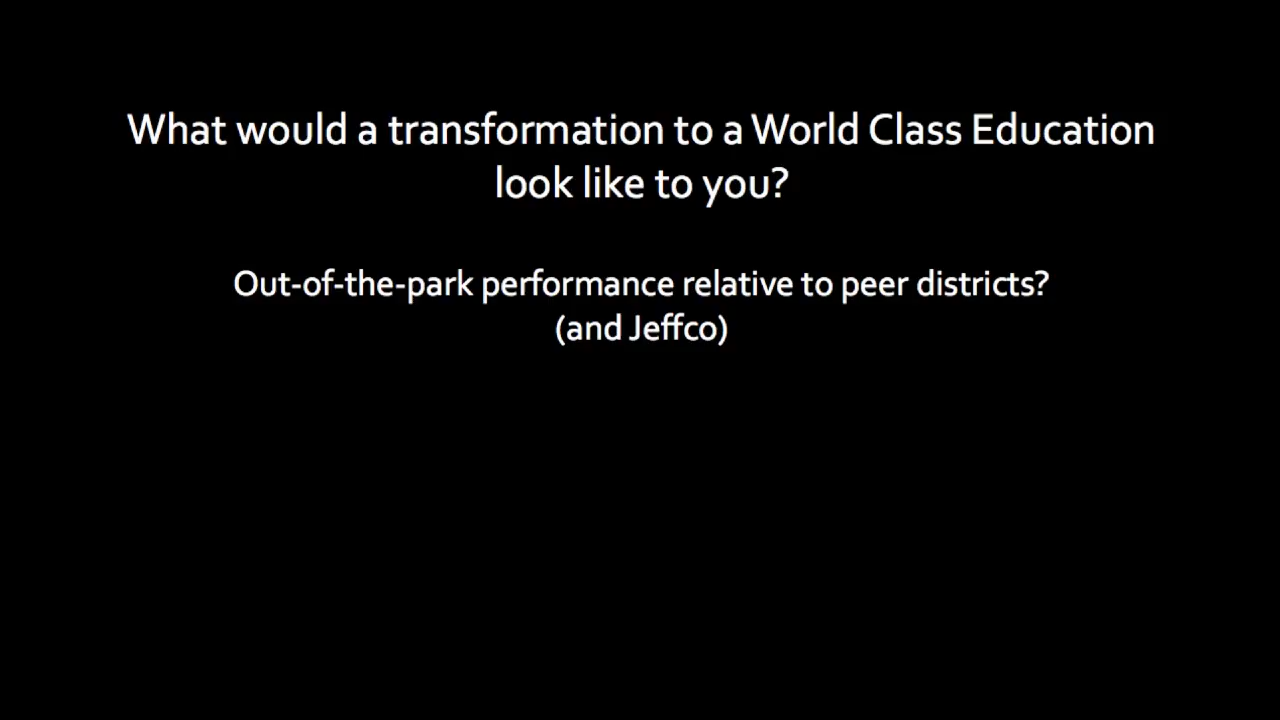 What would a transformation to a World Class Education
look like to you?
Out-of-the-park performance relative to peer districts?
(and Jeffco)